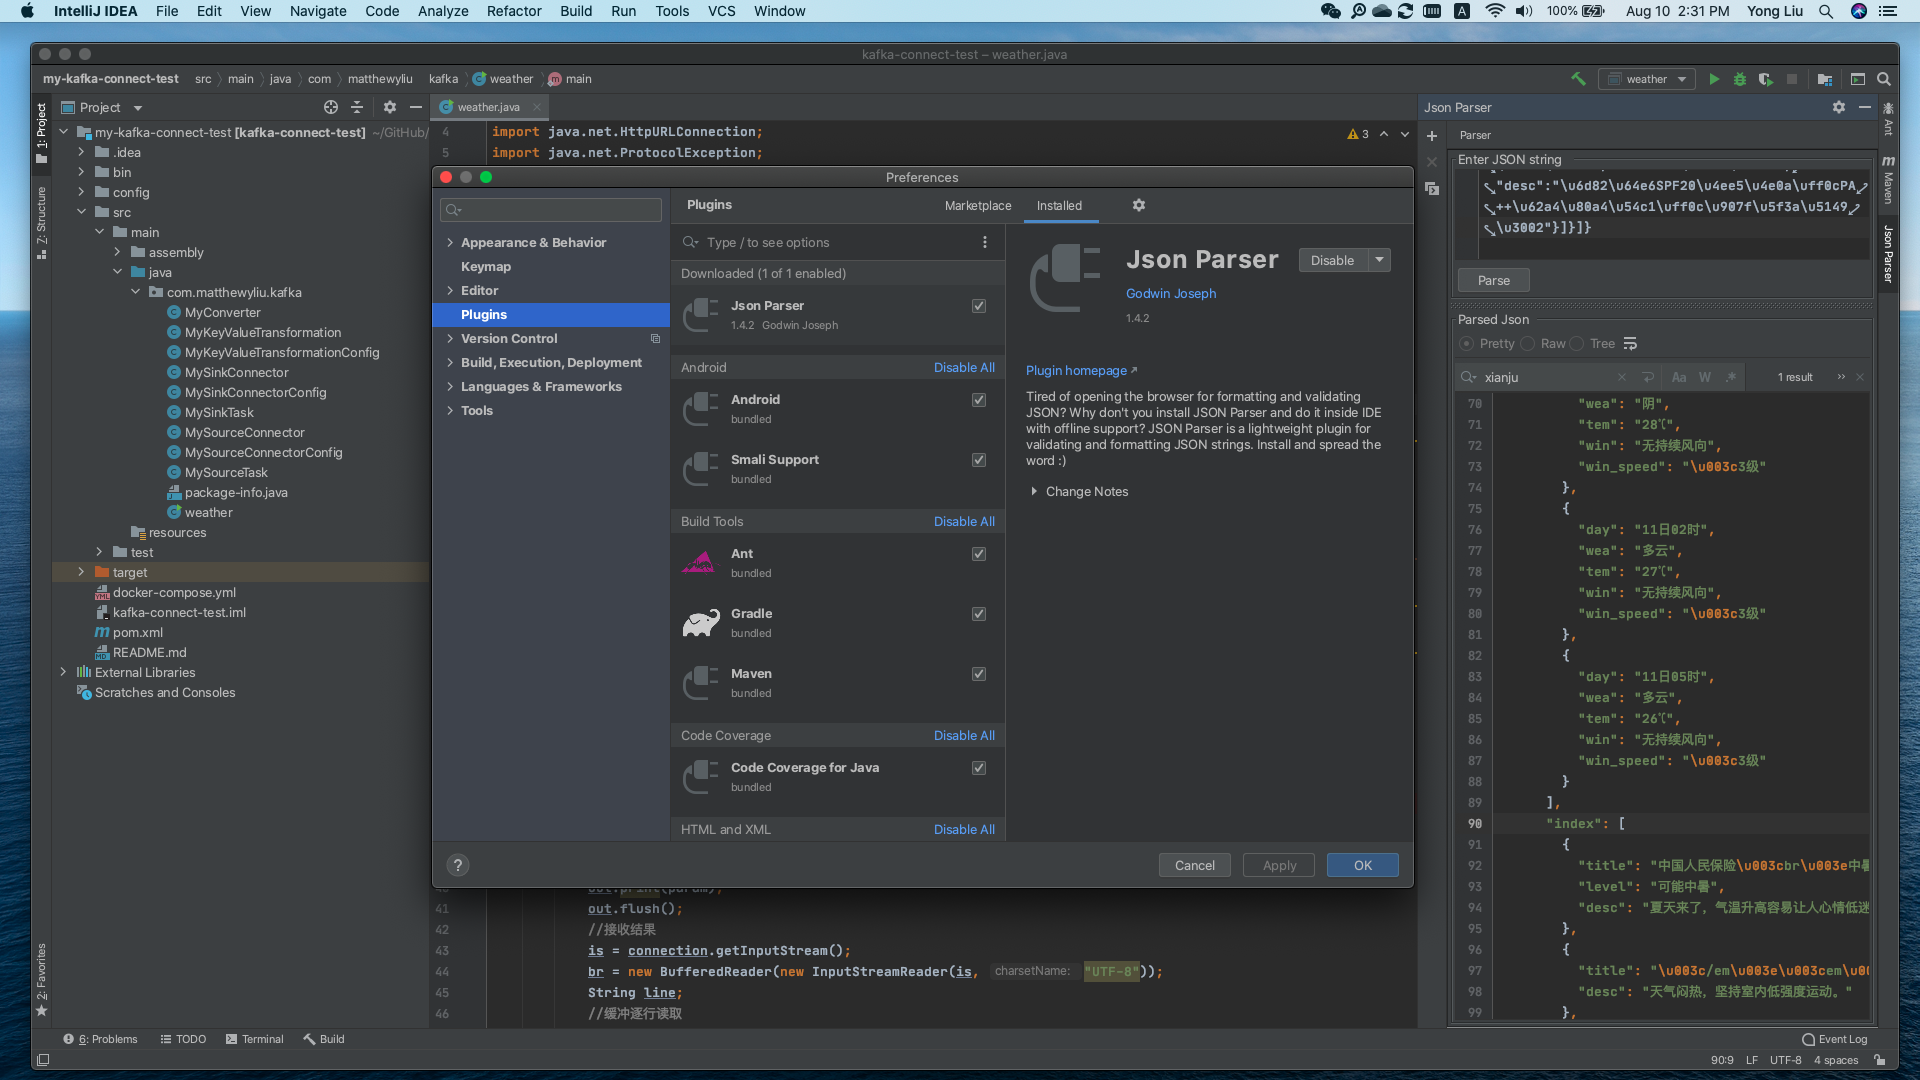 IntelliJ IDEA File Edit View Navigate Code Analyze Refactor Build Run Tools VCS Window
100% Aug 10 2:31 PM Yong Liu
kafka-connect-test – weather.java
my-kafka-connect-test src main java com matthewyliu kafka weather main
weather
1: Project
7: Structure
2: Favorites
Project
my-kafka-connect-test [kafka-connect-test] ~/GitHub/
.idea
bin
config
src
main
assembly
java
com.matthewyliu.kafka
MyConverter
MyKeyValueTransformation
MyKeyValueTransformationConfig
MySinkConnector
MySinkConnectorConfig
MySinkTask
MySourceConnector
MySourceConnectorConfig
MySourceTask
package-info.java
weather
resources
test
target
docker-compose.yml
kafka-connect-test.iml
pom.xml
README.md
External Libraries
Scratches and Consoles
weather.java
4 import java.net.HttpURLConnection;
5 import java.net.ProtocolException;
3
Preferences
Appearance & Behavior
Keymap
Editor
Plugins
Version Control
Build, Execution, Deployment
Languages & Frameworks
Tools
Plugins
Marketplace
Installed
Type / to see options
Downloaded (1 of 1 enabled)
Json Parser
1.4.2 Godwin Joseph
Android Disable All
Android
bundled
Smali Support
bundled
Build Tools Disable All
Ant
bundled
Gradle
bundled
Maven
bundled
Code Coverage Disable All
Code Coverage for Java
bundled
HTML and XML Disable All
Json Parser
Disable
Godwin Joseph
1.4.2
Plugin homepage
Tired of opening the browser for formatting and validating
JSON? Why don't you install JSON Parser and do it inside IDE
with offline support? JSON Parser is a lightweight plugin for
validating and formatting JSON strings. Install and spread the
word :)
Change Notes
?
Cancel
Apply
OK
41 out.flush();
42 //接收结果
43 is = connection.getInputStream();
44 br = new BufferedReader(new InputStreamReader(is, charsetName: "UTF-8"));
45 String line;
46 //缓冲逐行读取
Json Parser
Parser
Enter JSON string
"desc":"\u6d82\u64e6SPF20\u4ee5\u4e0a\uff0cPA
++\u62a4\u80a4\u54c1\uff0c\u907f\u5f3a\u5149
\u3002"}]}]}
Parse
Parsed Json
Pretty Raw Tree
xianju Aa W .* 1 result
70 "wea": "阴",
71 "tem": "28℃",
72 "win": "无持续风向",
73 "win_speed": "\u003c3级"
74 },
75 {
76 "day": "11日02时",
77 "wea": "多云",
78 "tem": "27℃",
79 "win": "无持续风向",
80 "win_speed": "\u003c3级"
81 },
82 {
83 "day": "11日05时",
84 "wea": "多云",
85 "tem": "26℃",
86 "win": "无持续风向",
87 "win_speed": "\u003c3级"
88 }
89 ],
90 "index": [
91 {
92 "title": "中国人民保险\u003cbr\u003e中暑
93 "level": "可能中暑",
94 "desc": "夏天来了，气温升高容易让人心情低迷
95 },
96 {
97 "title": "\u003c/em\u003e\u003cem\u00
98 "desc": "天气闷热，坚持室内低强度运动。"
99 },
Ant
Maven
Json Parser
6: Problems TODO Terminal Build
Event Log
90:9 LF UTF-8 4 spaces